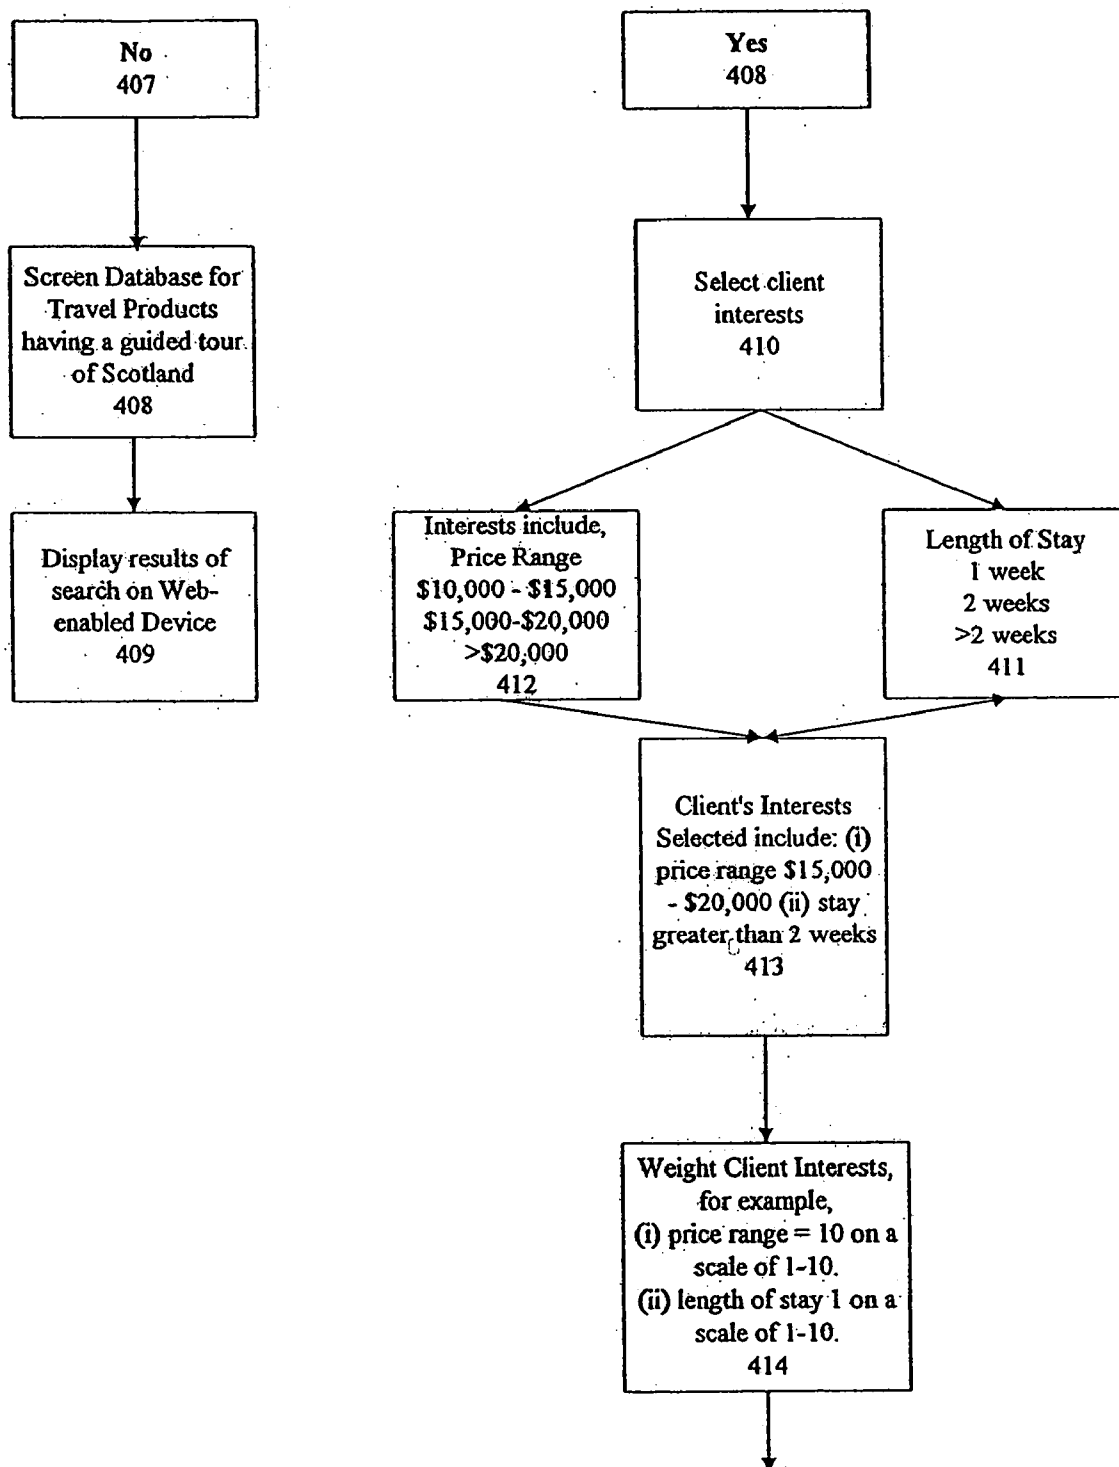 No
407
Yes
408
Screen Database for
Travel Products
having a guided tour
of Scotland
408
Select client
interests
410
Display results of
search on Web-
enabled Device
409
Interests include,
Price Range
$10,000 - $15,000
$15,000-$20,000
>$20,000
412
Length of Stay
1 week
2 weeks
>2 weeks
411
Client's Interests
Selected include: (i)
price range $15,000
- $20,000 (ii) stay
greater than 2 weeks
413
Weight Client Interests,
for example,
(i) price range = 10 on a
scale of 1-10.
(ii) length of stay 1 on a
scale of 1-10.
414